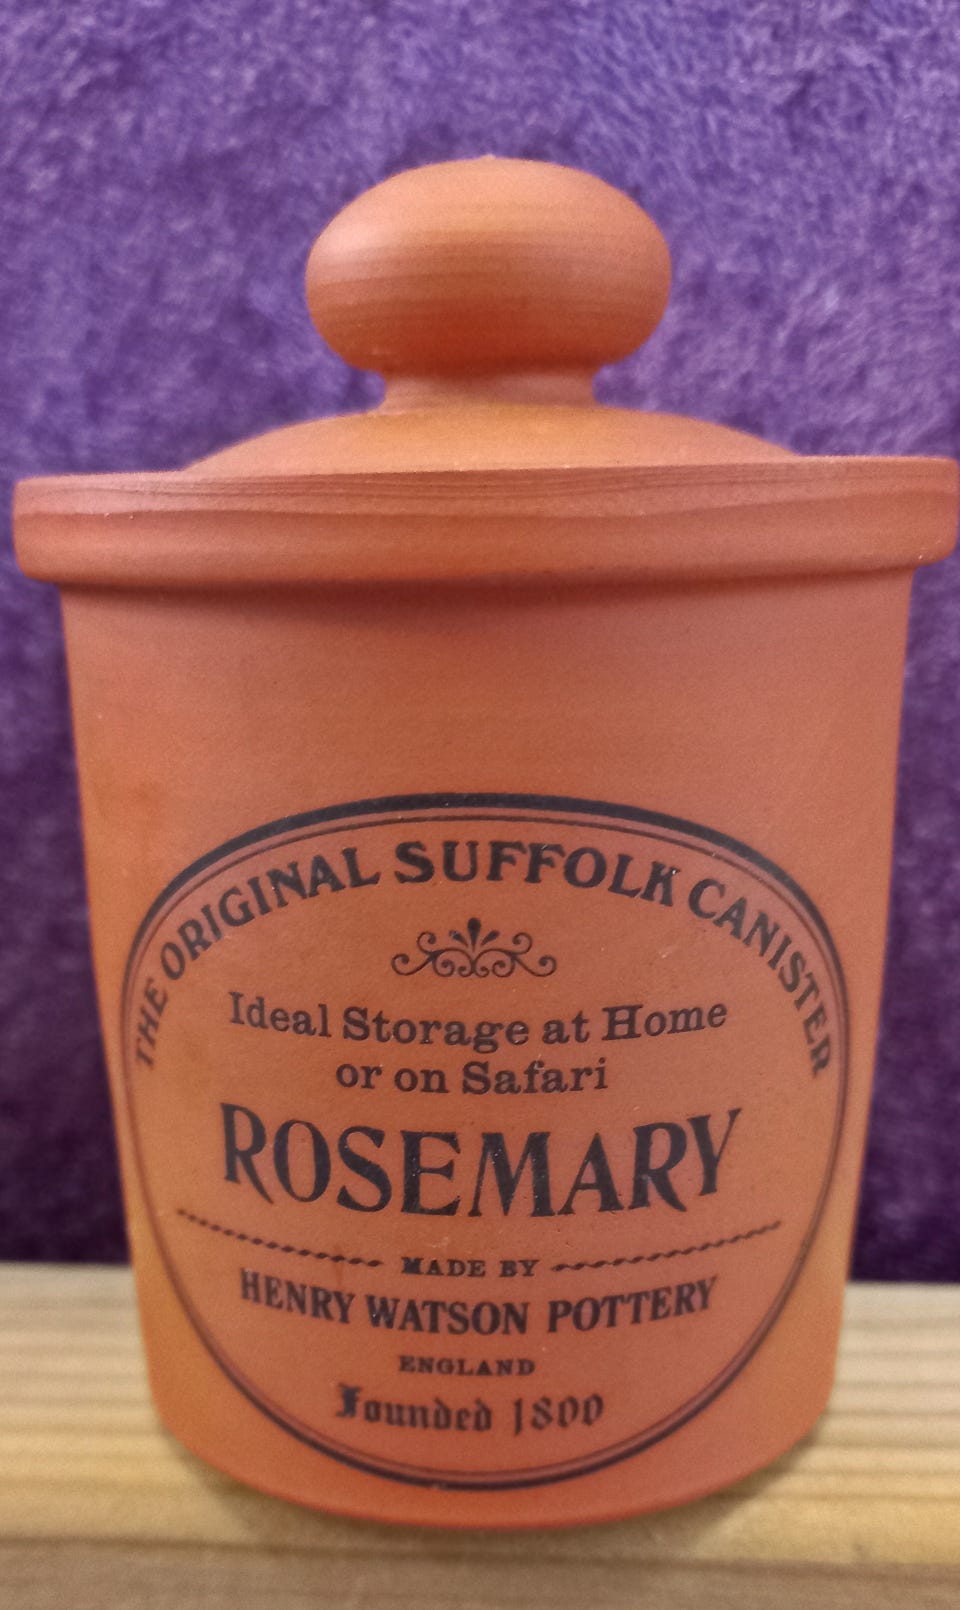 THE ORIGINAL SUFFOLK CANISTER
Ideal Storage at Home
or on Safari
ROSEMARY
MADE BY
HENRY WATSON POTTERY
ENGLAND
Founded 1800